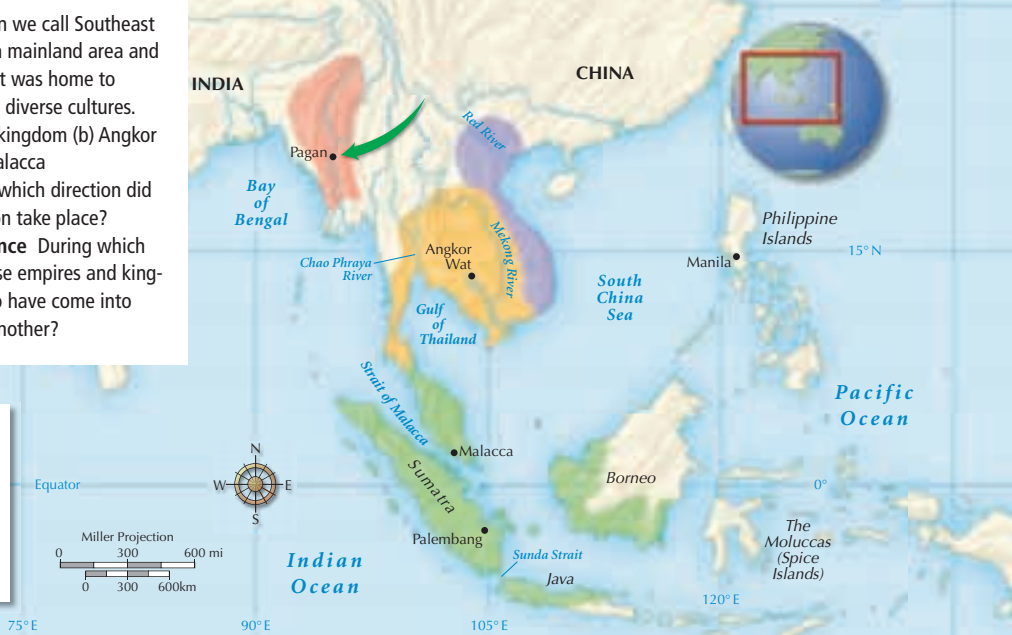 n we call Southeast
mainland area and
t was home to
diverse cultures.
kingdom (b) Angkor
alacca
which direction did
on take place?
nce During which
se empires and king-
o have come into
nother?
INDIA
CHINA
Red River
Pagan
Bay
of
Bengal
Philippine
Islands
15° N
Manila
Angkor
Wat
Mekong River
Chao Phraya
River
South
China
Sea
Gulf
of
Thailand
Strait of Malacca
Pacific
Ocean
Malacca
N
W E
S
Equator
Sumatra
Borneo
0°
Palembang
The
Moluccas
(Spice
Islands)
Miller Projection
0 300 600 mi
0 300 600km
Indian
Ocean
Sunda Strait
Java
120° E
75° E
90° E
105° E